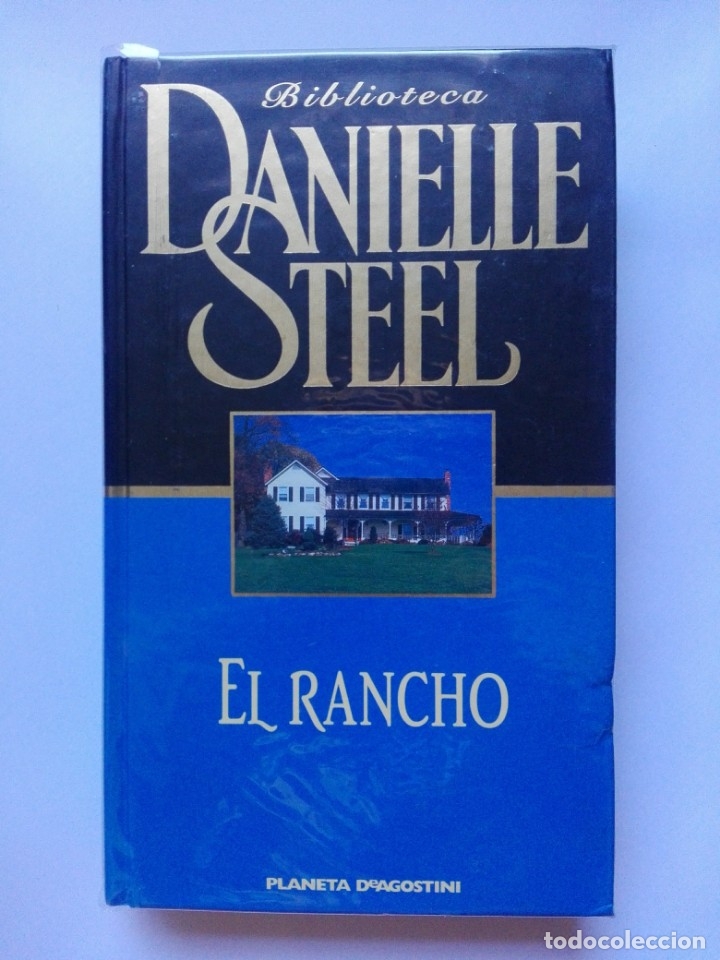 Biblioteca
DANIELLE
STEEL
EL RANCHO
PLANETA DeAGOSTINI
todocoleccion